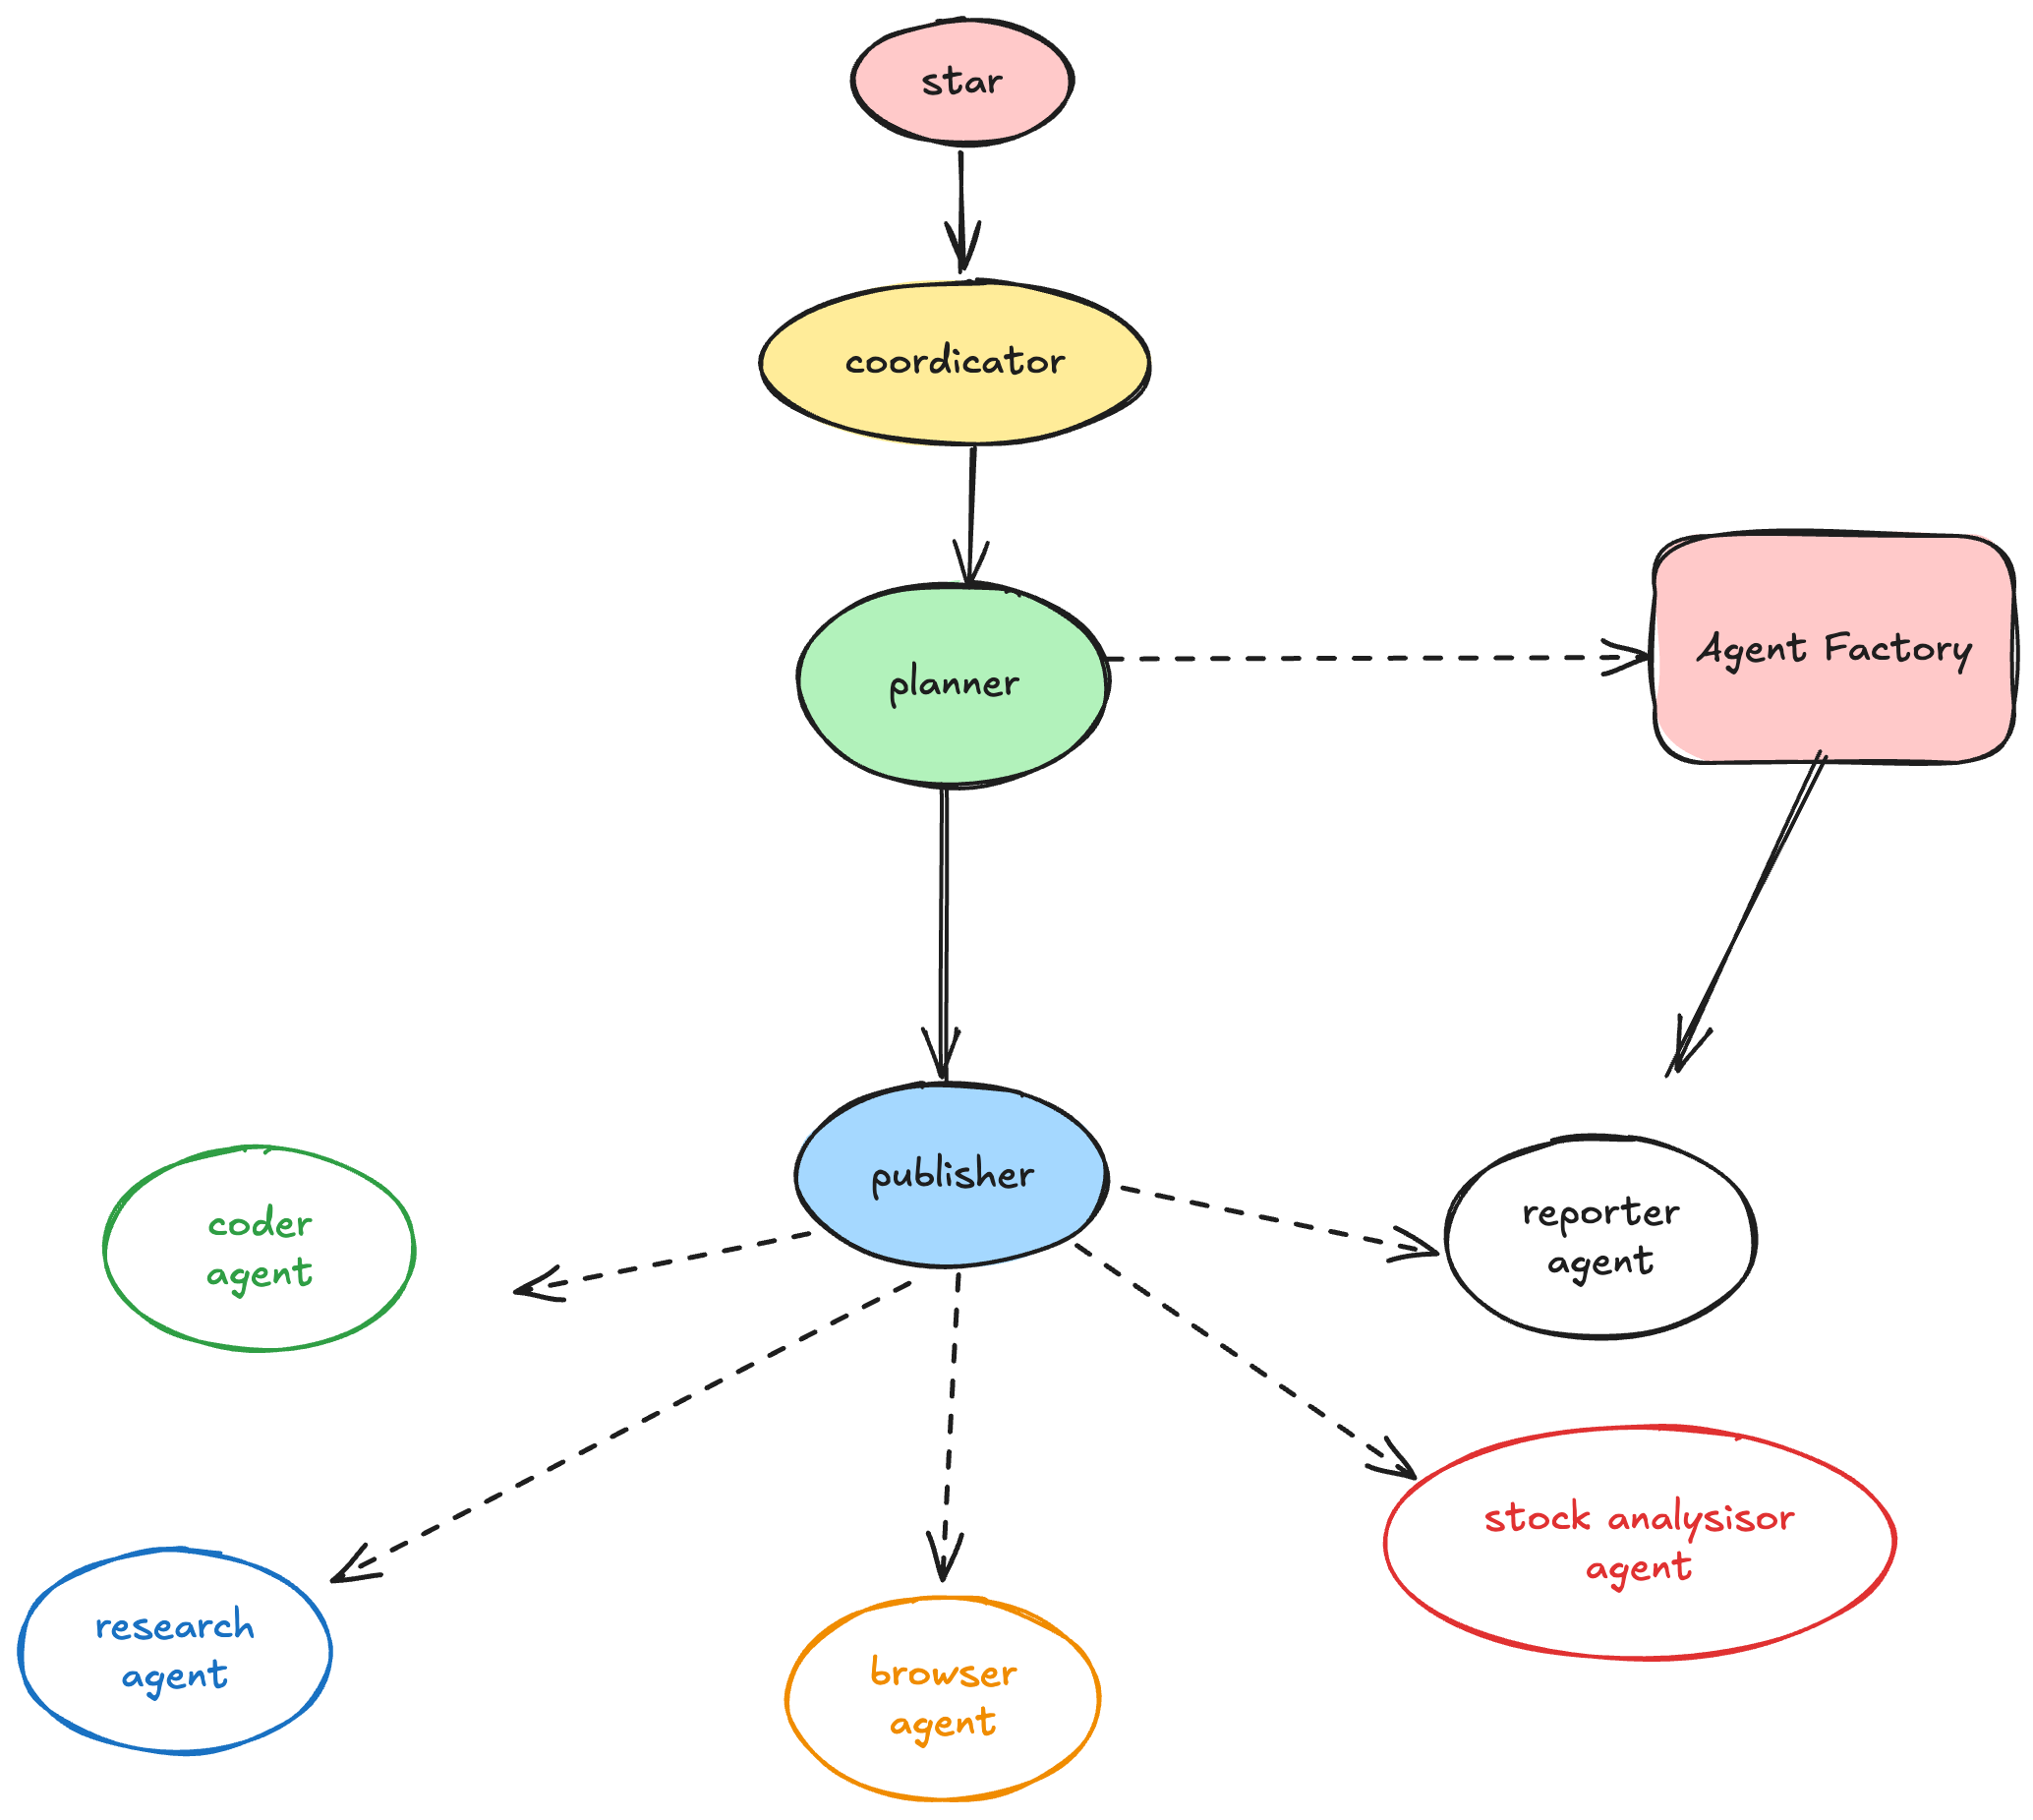 star
coordicator
planner
Agent Factory
publisher
coder
agent
reporter
agent
stock analysisor
agent
research
agent
browser
agent